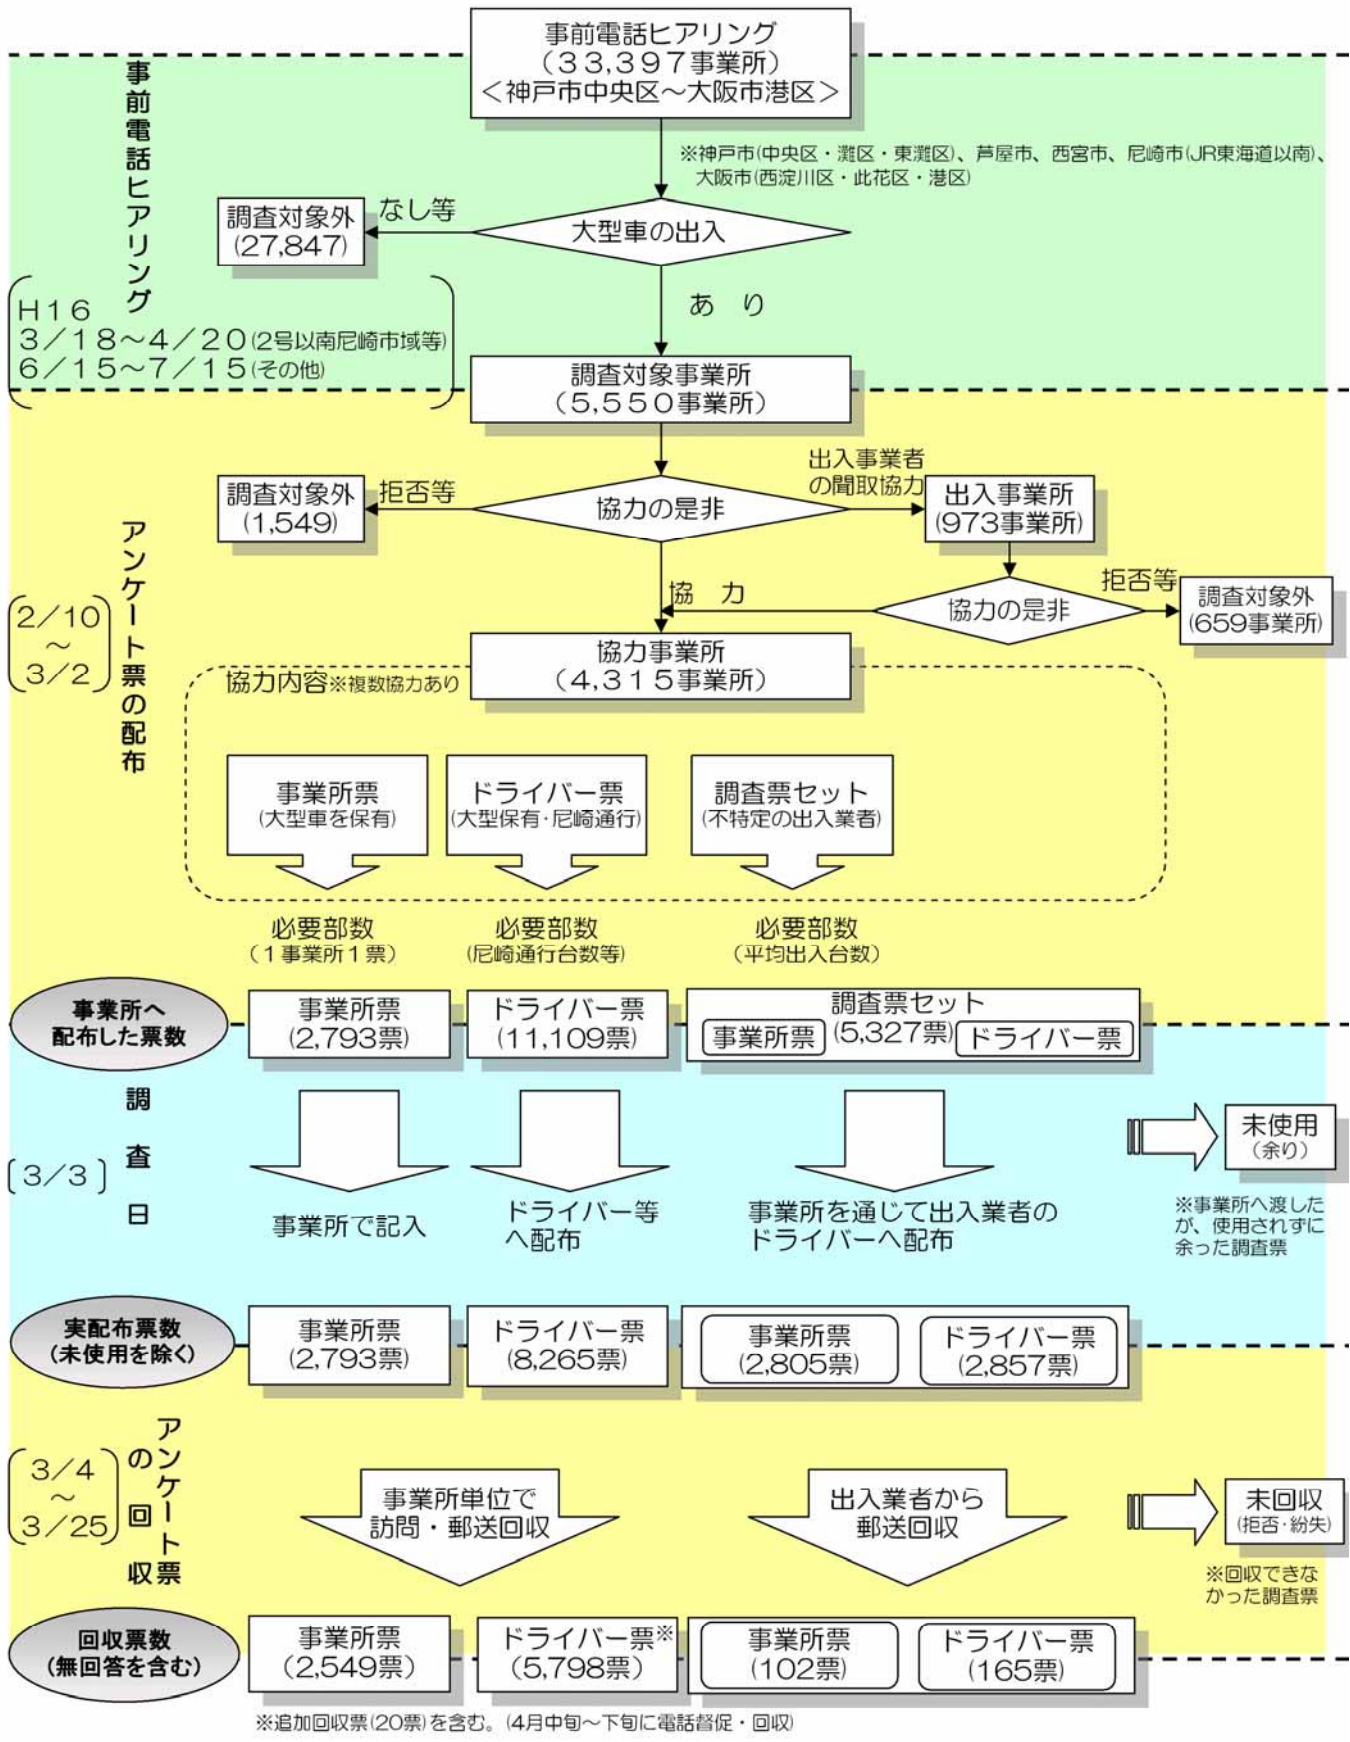 事前電話ヒアリング
(33,397事業所)
＜神戸市中央区～大阪市港区＞
事前電話ヒアリング
※神戸市(中央区・灘区・東灘区)、芦屋市、西宮市、尼崎市(JR東海道以南)、
大阪市(西淀川区・此花区・港区)
調査対象外
(27,847)
なし等
大型車の出入
あ　り
H16
3／18～4／20(2号以南尼崎市域等)
6／15～7／15(その他)
調査対象事業所
(5,550事業所)
アンケート票の配布
調査対象外
(1,549)
拒否等
協力の是非
出入事業者
の聞取協力
出入事業所
(973事業所)
協　力
協力の是非
拒否等
調査対象外
(659事業所)
2／10
～
3／2
協力事業所
(4,315事業所)
協力内容※複数協力あり
事業所票
(大型車を保有)
ドライバー票
(大型保有・尼崎通行)
調査票セット
(不特定の出入業者)
必要部数
(1事業所1票)
必要部数
(尼崎通行台数等)
必要部数
(平均出入台数)
事業所へ
配布した票数
事業所票
(2,793票)
ドライバー票
(11,109票)
調査票セット
事業所票
(5,327票)
ドライバー票
調査日
3／3
事業所で記入
ドライバー等
へ配布
事業所を通じて出入業者の
ドライバーへ配布
未使用
(余り)
※事業所へ渡した
が、使用されずに
余った調査票
実配布票数
(未使用を除く)
事業所票
(2,793票)
ドライバー票
(8,265票)
事業所票
(2,805票)
ドライバー票
(2,857票)
アンケート票
の回収
3／4
～
3／25
事業所単位で
訪問・郵送回収
出入業者から
郵送回収
未回収
(拒否・紛失)
※回収できな
かった調査票
回収票数
(無回答を含む)
事業所票
(2,549票)
ドライバー票※
(5,798票)
事業所票
(102票)
ドライバー票
(165票)
※追加回収票(20票)を含む。(4月中旬～下旬に電話督促・回収)